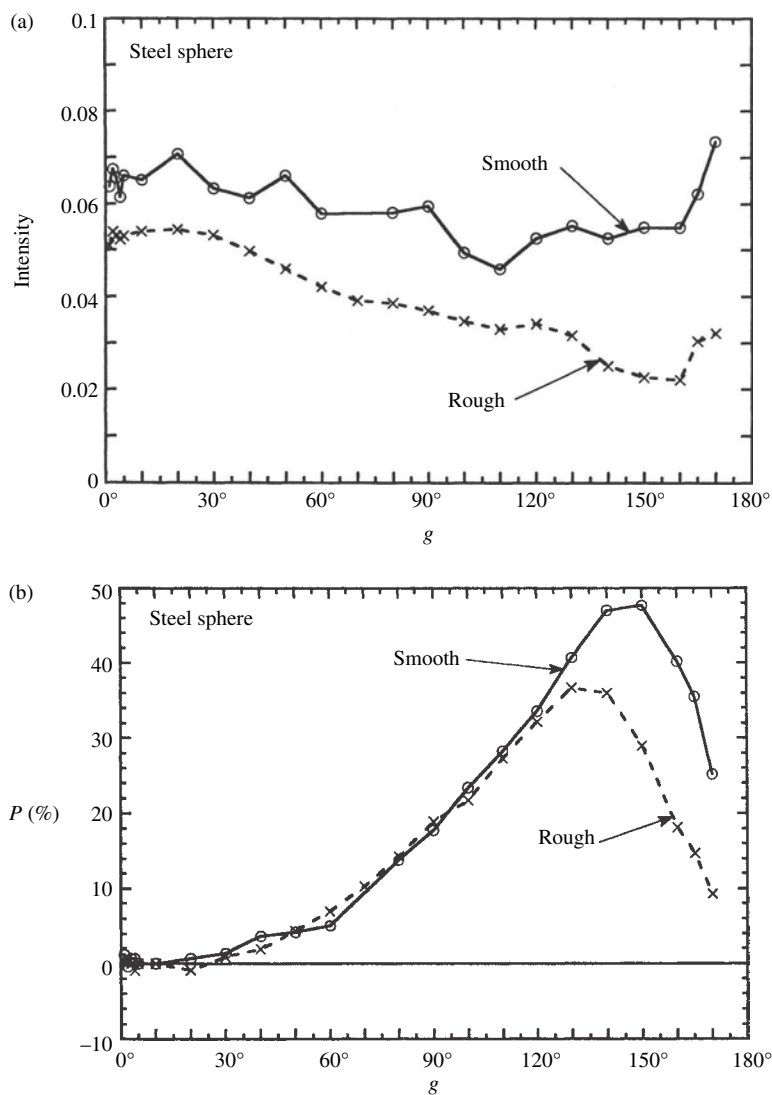 (a)
0.1
Steel sphere
0.08
Smooth
0.06
Intensity
0.04
Rough
0.02
0
0° 30° 60° 90° 120° 150° 180°
g
(b)
50
Steel sphere
Smooth
40
30
P (%)
20
Rough
10
0
−10
0° 30° 60° 90° 120° 150° 180°
g